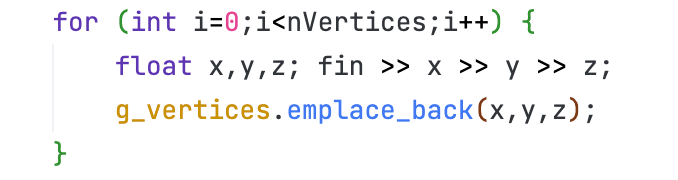 for (int i=0;i<nVertices;i++) {
    float x,y,z; fin >> x >> y >> z;
    g_vertices.emplace_back(x,y,z);
}